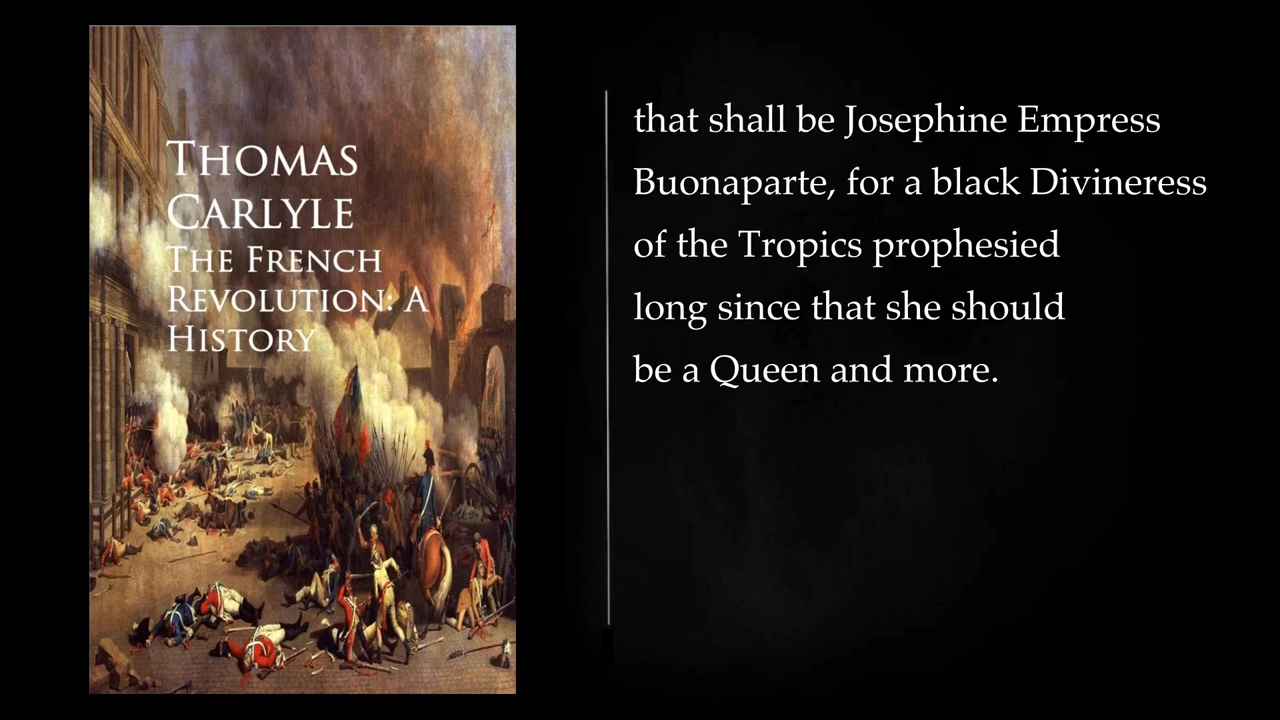 THOMAS
CARLYLE
THE FRENCH
REVOLUTION: A
HISTORY
that shall be Josephine Empress
Buonaparte, for a black Divineress
of the Tropics prophesied
long since that she should
be a Queen and more.